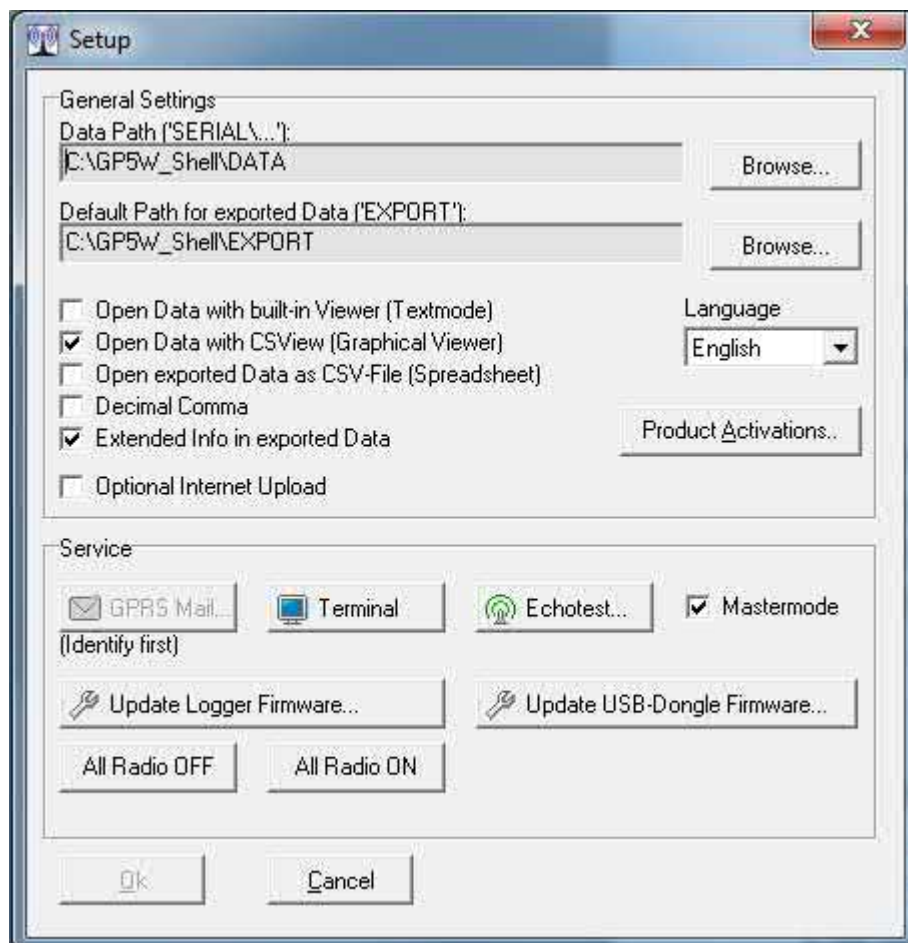 Setup
General Settings
Data Path ('SERIAL\...'):
C:\GP5W_Shell\DATA
Browse...
Default Path for exported Data ('EXPORT'):
C:\GP5W_Shell\EXPORT
Browse...
Open Data with built-in Viewer (Textmode)
Language
Open Data with CSView (Graphical Viewer)
English
Open exported Data as CSV-File (Spreadsheet)
Decimal Comma
Product Activations..
Extended Info in exported Data
Optional Internet Upload
Service
GPRS Mail...
Terminal
Echotest...
Mastermode
(Identify first)
Update Logger Firmware...
Update USB-Dongle Firmware...
All Radio OFF
All Radio ON
Ok
Cancel